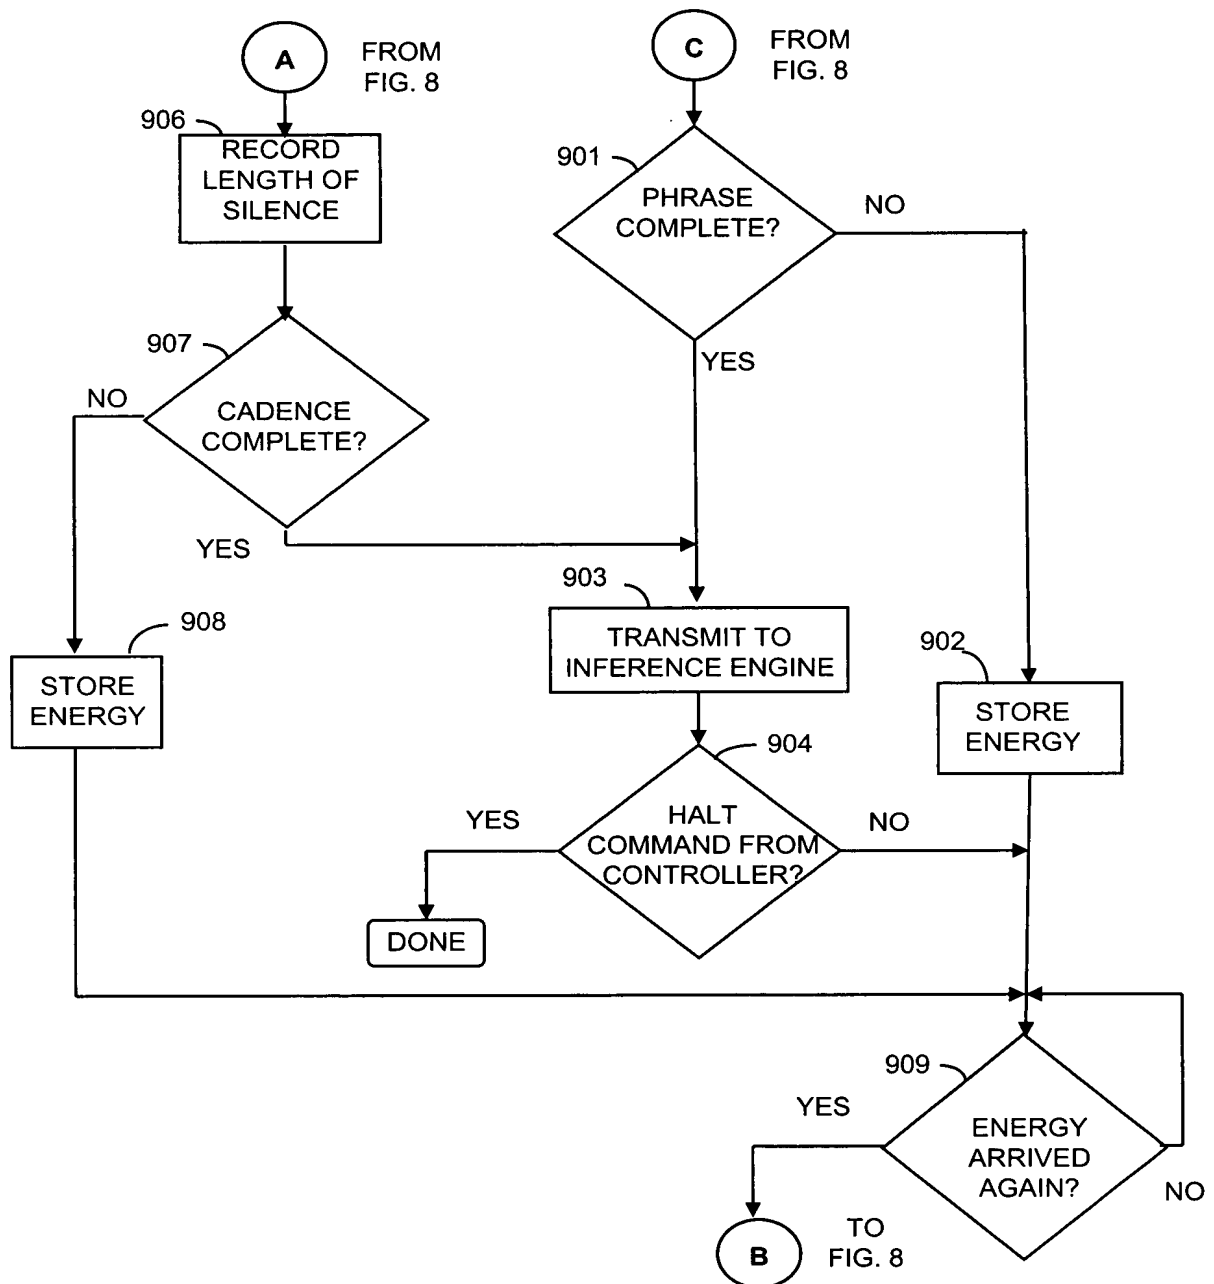 A
FROM
FIG. 8
C
FROM
FIG. 8
906
RECORD
LENGTH OF
SILENCE
901
PHRASE
COMPLETE?
NO
YES
907
NO
CADENCE
COMPLETE?
YES
903
TRANSMIT TO
INFERENCE ENGINE
908
STORE
ENERGY
902
STORE
ENERGY
904
HALT
COMMAND FROM
CONTROLLER?
YES
NO
DONE
909
YES
ENERGY
ARRIVED
AGAIN?
NO
B
TO
FIG. 8